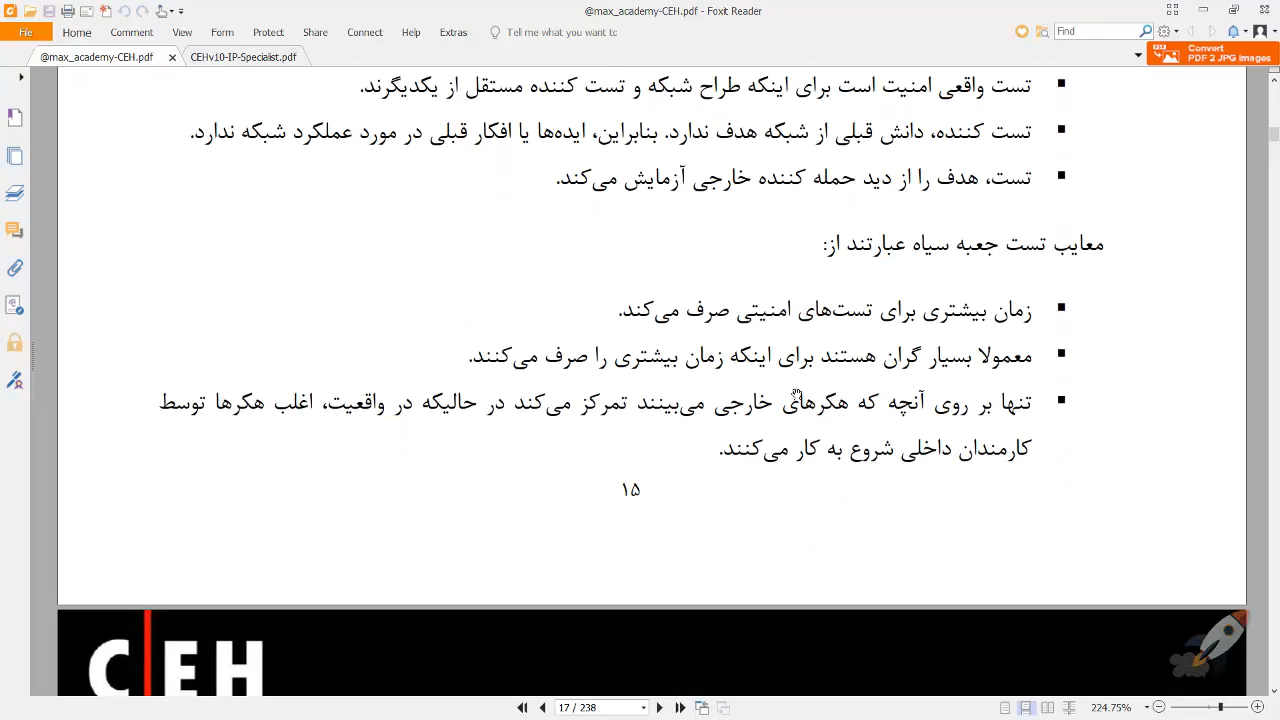 @max_academy-CEH.pdf - Foxit Reader
File Home Comment View Form Protect Share Connect Help Extras Tell me what you want to Find
@max_academy-CEH.pdf CEHv10-IP-Specialist.pdf
Convert
PDF 2 JPG Images
تست واقعی امنیت است برای اینکه طراح شبکه و تست کننده مستقل از یکدیگرند.
تست کننده، دانش قبلی از شبکه هدف ندارد. بنابراین، ایده‌ها یا افکار قبلی در مورد عملکرد شبکه ندارد.
تست، هدف را از دید حمله کننده خارجی آزمایش می‌کند.
معایب تست جعبه سیاه عبارتند از:
زمان بیشتری برای تست‌های امنیتی صرف می‌کند.
معمولا بسیار گران هستند برای اینکه زمان بیشتری را صرف می‌کنند.
تنها بر روی آنچه که هکرهای خارجی می‌بینند تمرکز می‌کند در حالیکه در واقعیت، اغلب هکرها توسط
کارمندان داخلی شروع به کار می‌کنند.
۱۵
CEH
17 / 238
224.75%